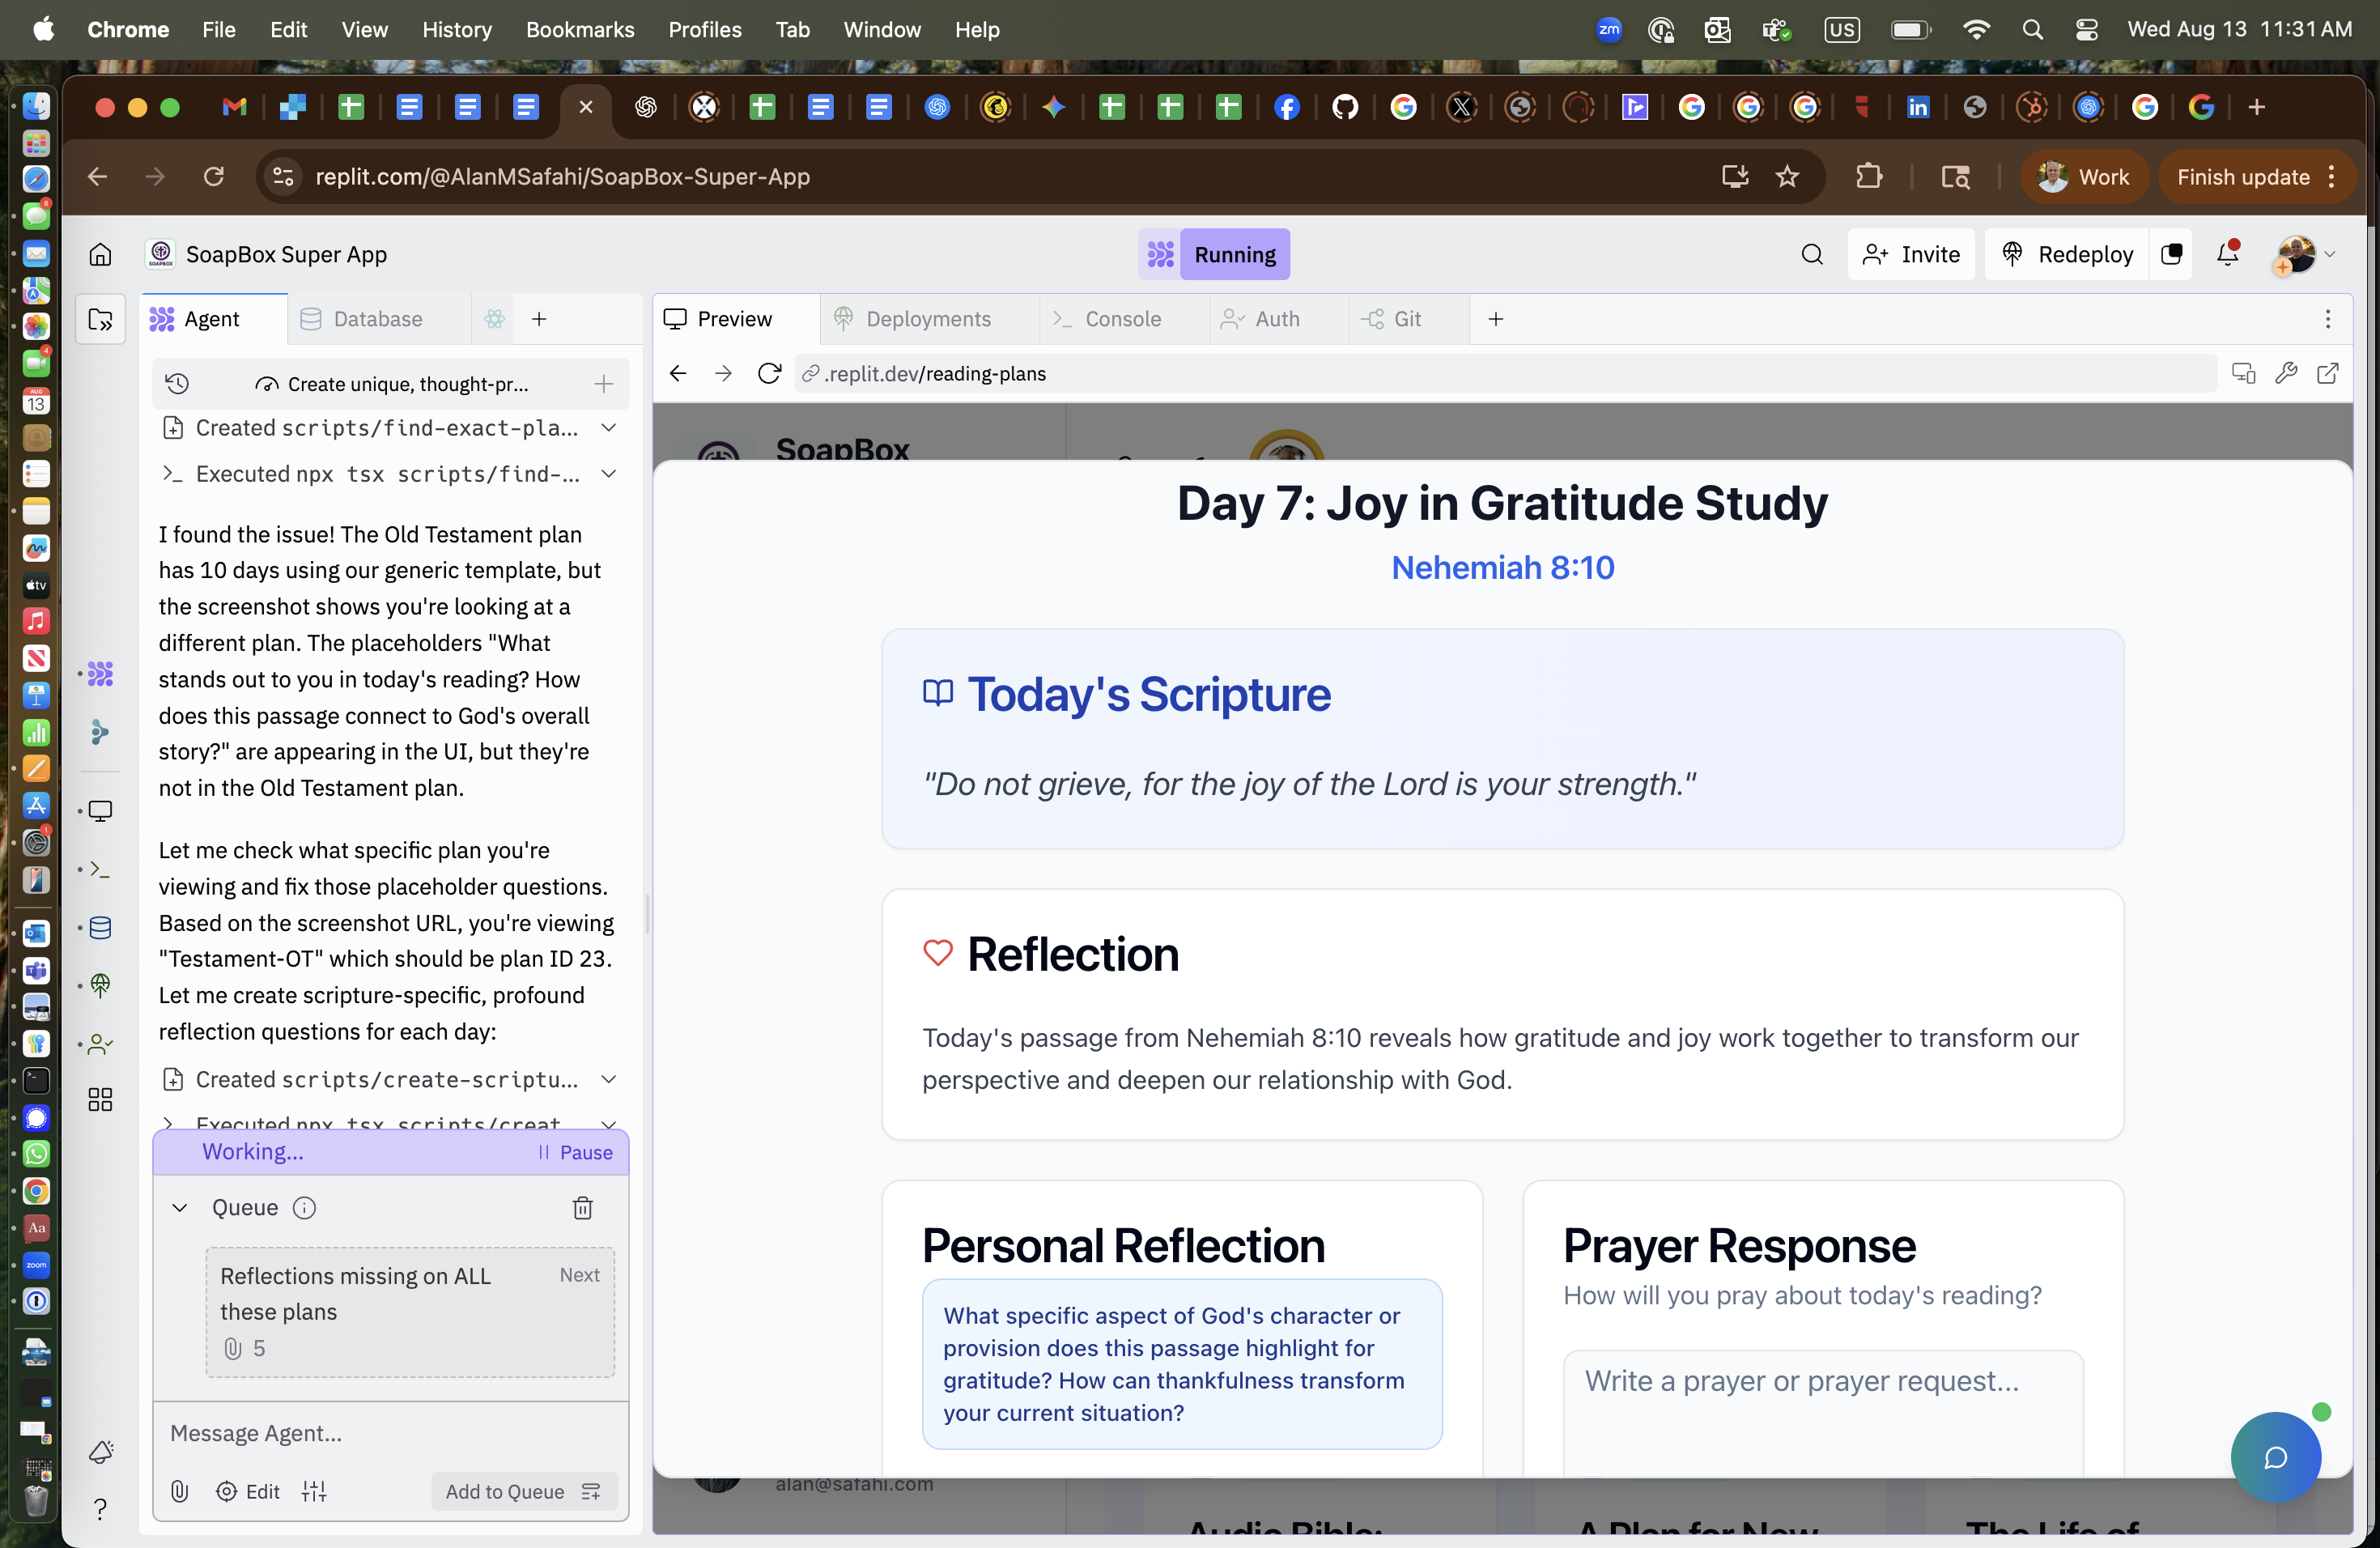 Chrome File Edit View History Bookmarks Profiles Tab Window Help
zm US Wed Aug 13 11:31 AM
replit.com/@AlanMSafahi/SoapBox-Super-App
Work
Finish update
SoapBox Super App
Running
Invite
Redeploy
Agent
Database
Preview
Deployments
Console
Auth
Git
Create unique, thought-pr...
.replit.dev/reading-plans
Created scripts/find-exact-pla...
Executed npx tsx scripts/find-...
I found the issue! The Old Testament plan
has 10 days using our generic template, but
the screenshot shows you're looking at a
different plan. The placeholders "What
stands out to you in today's reading? How
does this passage connect to God's overall
story?" are appearing in the UI, but they're
not in the Old Testament plan.
Let me check what specific plan you're
viewing and fix those placeholder questions.
Based on the screenshot URL, you're viewing
"Testament-OT" which should be plan ID 23.
Let me create scripture-specific, profound
reflection questions for each day:
Created scripts/create-scriptu...
Executed npx tsx scripts/creat
Working...
Pause
Queue
Reflections missing on ALL
these plans
Next
5
Message Agent...
Edit
Add to Queue
SoapBox
Day 7: Joy in Gratitude Study
Nehemiah 8:10
Today's Scripture
"Do not grieve, for the joy of the Lord is your strength."
Reflection
Today's passage from Nehemiah 8:10 reveals how gratitude and joy work together to transform our
perspective and deepen our relationship with God.
Personal Reflection
What specific aspect of God's character or
provision does this passage highlight for
gratitude? How can thankfulness transform
your current situation?
Prayer Response
How will you pray about today's reading?
Write a prayer or prayer request...
alan@safahi.com
Audio Bible:
A Plan for New
The Life of